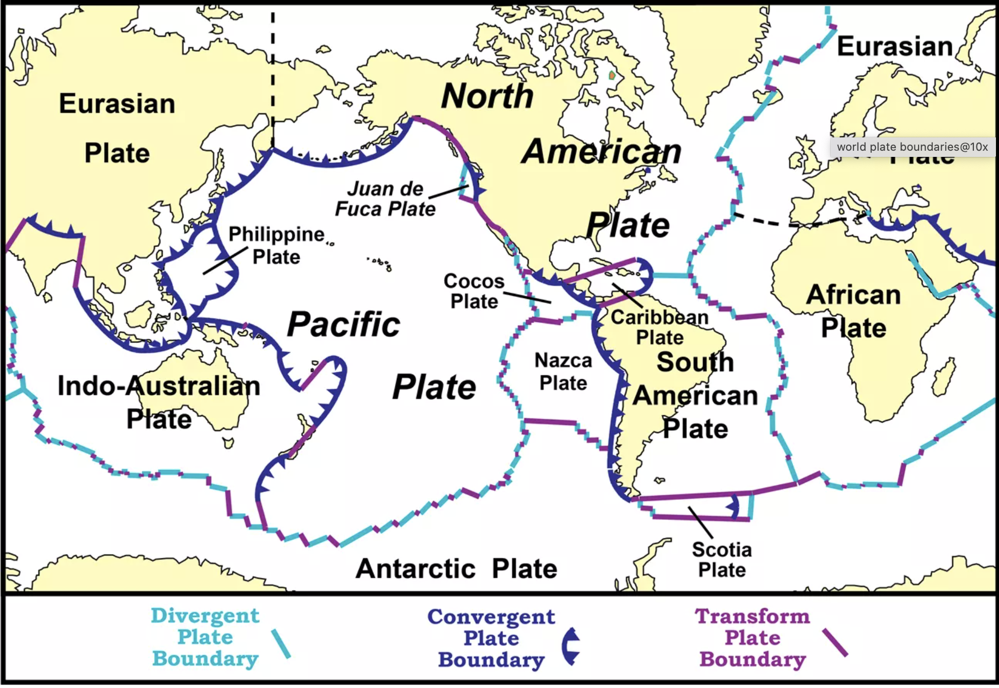 Eurasian
Plate
North
American
Plate
Eurasian
world plate boundaries@10x
Plate
Juan de
Fuca Plate
Philippine
Plate
Cocos
Plate
Caribbean
Plate
African
Plate
Pacific
Plate
Nazca
Plate
South
American
Plate
Indo-Australian
Plate
Scotia
Plate
Antarctic Plate
Divergent
Plate
Boundary
Convergent
Plate
Boundary
Transform
Plate
Boundary